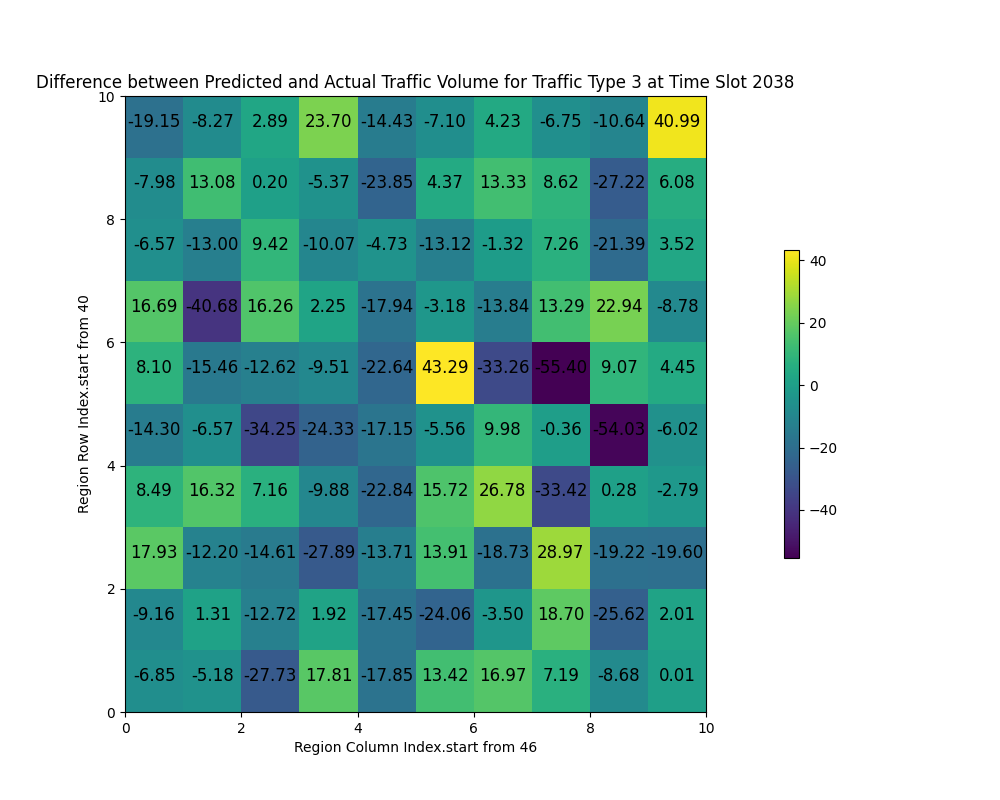 Difference between Predicted and Actual Traffic Volume for Traffic Type 3 at Time Slot 2038
10
-19.15 -8.27 2.89 23.70 -14.43 -7.10 4.23 -6.75 -10.64 40.99
-7.98 13.08 0.20 -5.37 -23.85 4.37 13.33 8.62 -27.22 6.08
8
-6.57 -13.00 9.42 -10.07 -4.73 -13.12 -1.32 7.26 -21.39 3.52
16.69 -40.68 16.26 2.25 -17.94 -3.18 -13.84 13.29 22.94 -8.78
6
8.10 -15.46 -12.62 -9.51 -22.64 43.29 -33.26 -55.40 9.07 4.45
-14.30 -6.57 -34.25 -24.33 -17.15 -5.56 9.98 -0.36 -54.03 -6.02
4
8.49 16.32 7.16 -9.88 -22.84 15.72 26.78 -33.42 0.28 -2.79
17.93 -12.20 -14.61 -27.89 -13.71 13.91 -18.73 28.97 -19.22 -19.60
2
-9.16 1.31 -12.72 1.92 -17.45 -24.06 -3.50 18.70 -25.62 2.01
-6.85 -5.18 -27.73 17.81 -17.85 13.42 16.97 7.19 -8.68 0.01
0
0 2 4 6 8 10
Region Column Index.start from 46
Region Row Index.start from 40
40
20
0
−20
−40